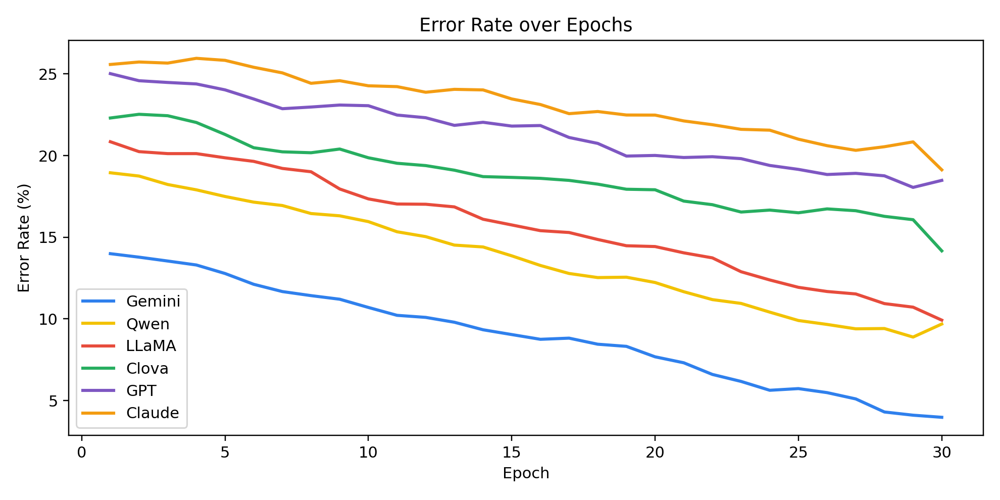 Error Rate over Epochs
Error Rate (%)
25
20
15
10
5
Gemini
Qwen
LLaMA
Clova
GPT
Claude
0 5 10 15 20 25 30
Epoch